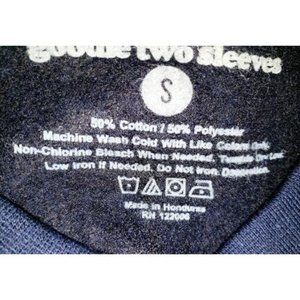 goodie two sleeves
S
50% Cotton / 50% Polyester
Machine Wash Cold With Like Colors Only.
Non-Chlorine Bleach When Needed. Tumble Dry Low.
Low Iron If Needed. Do Not Iron Decoration.
Made in Honduras
RN 122006